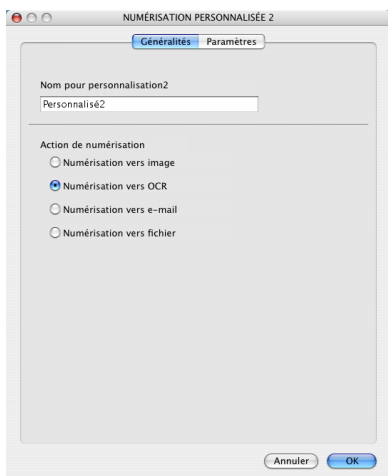 NUMÉRISATION PERSONNALISÉE 2
Généralités Paramètres
Nom pour personnalisation2
Personnalisé2
Action de numérisation
Numérisation vers image
Numérisation vers OCR
Numérisation vers e-mail
Numérisation vers fichier
Annuler OK